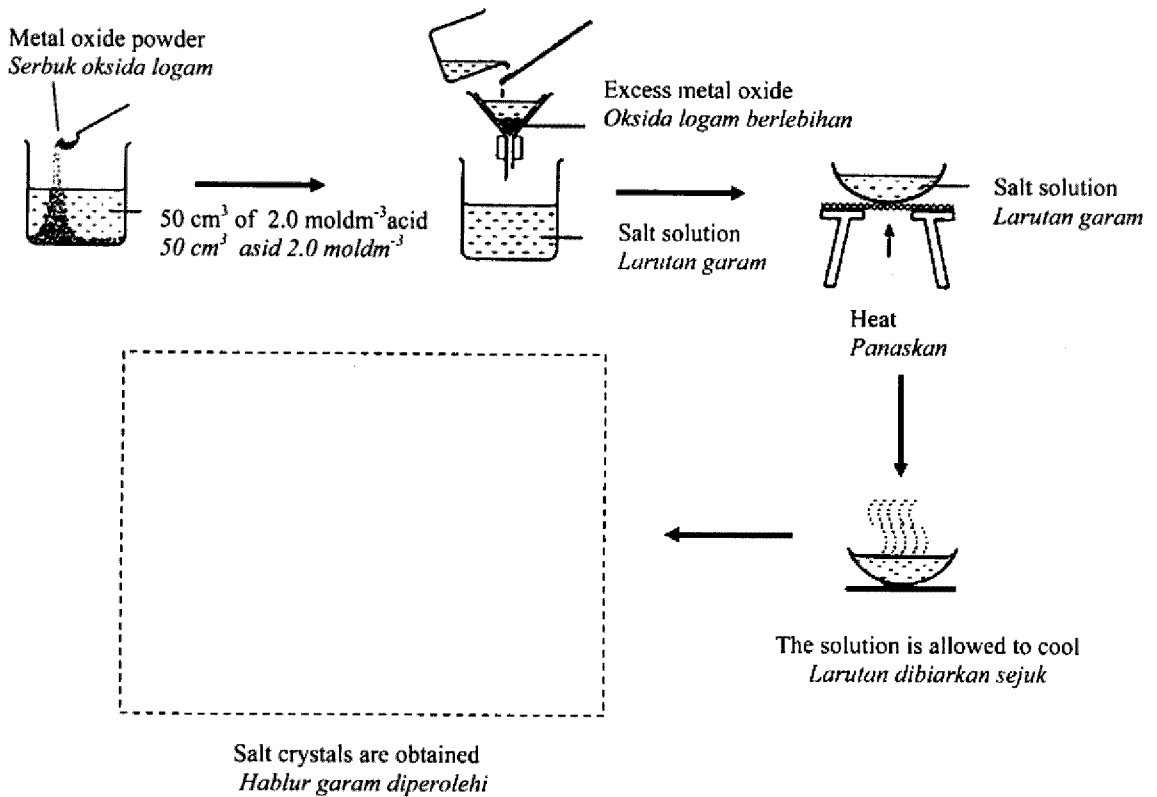 Metal oxide powder
Serbuk oksida logam
50 cm³ of 2.0 moldm⁻³acid
50 cm³ asid 2.0 moldm⁻³
Excess metal oxide
Oksida logam berlebihan
Salt solution
Larutan garam
Salt solution
Larutan garam
Heat
Panaskan
The solution is allowed to cool
Larutan dibiarkan sejuk
Salt crystals are obtained
Hablur garam diperolehi